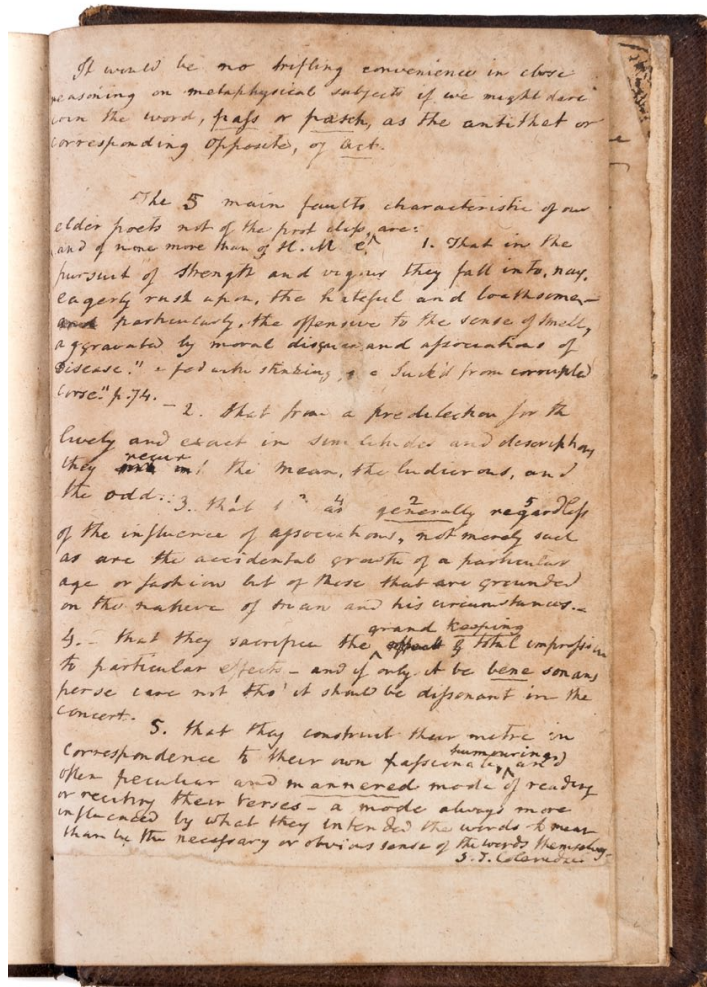 It would be no trifling convenience in close
reasoning on metaphysical subjects if we might dare
coin the word, pass or pasch, as the antithet or
corresponding opposite, of act.
The 5 main faults characteristic of our
elder poets not of the first class, are:
(and of none more than of H. M 1. That in the
pursuit of strength and vigour they fall into, nay,
eagerly rush upon, the hateful and loathsome—
and particularly, the offensive to the sense of smell,
aggravated by moral disgust and associations of
disease." fed with stinking, suck'd from corrupted
corse." p. 74.
— 2. that from a predilection for the
lively and exact in similitudes and descriptions
recur
they in! the mean, the ludicrous, and
the odd: 3. that 1 4 2 5
as generally regardless
of the influence of associations, not merely such
as are the accidental growth of a particular
age or fashion but of those that are grounded
on the nature of man and his circumstances.—
grand keeping
4.— that they sacrifice the effect & total impression
to particular effects — and if only it be bene sonans
per se care not tho' it should be dissonant in the
concert.
5. that they construct their metre in
humouring
correspondence to their own passionate, and
often peculiar and mannered mode of reading
or reciting their verses — a mode always more
influenced by what they intended the words to mean
than by the necessary or obvious sense of the words themselves.
S. T. Coleridge